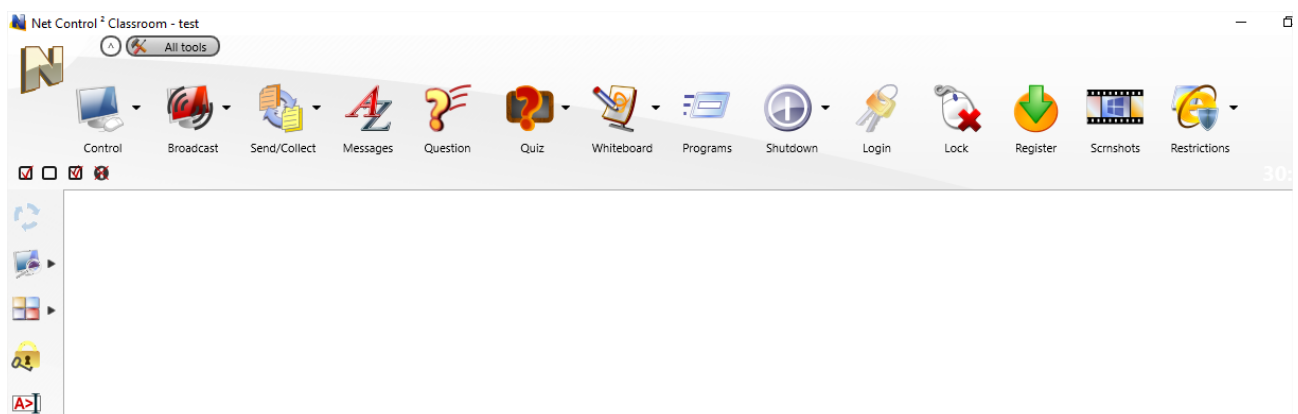 Net Control ² Classroom - test
All tools
Control Broadcast Send/Collect Messages Question Quiz Whiteboard Programs Shutdown Login Lock Register Scrnshots Restrictions
30:
A>